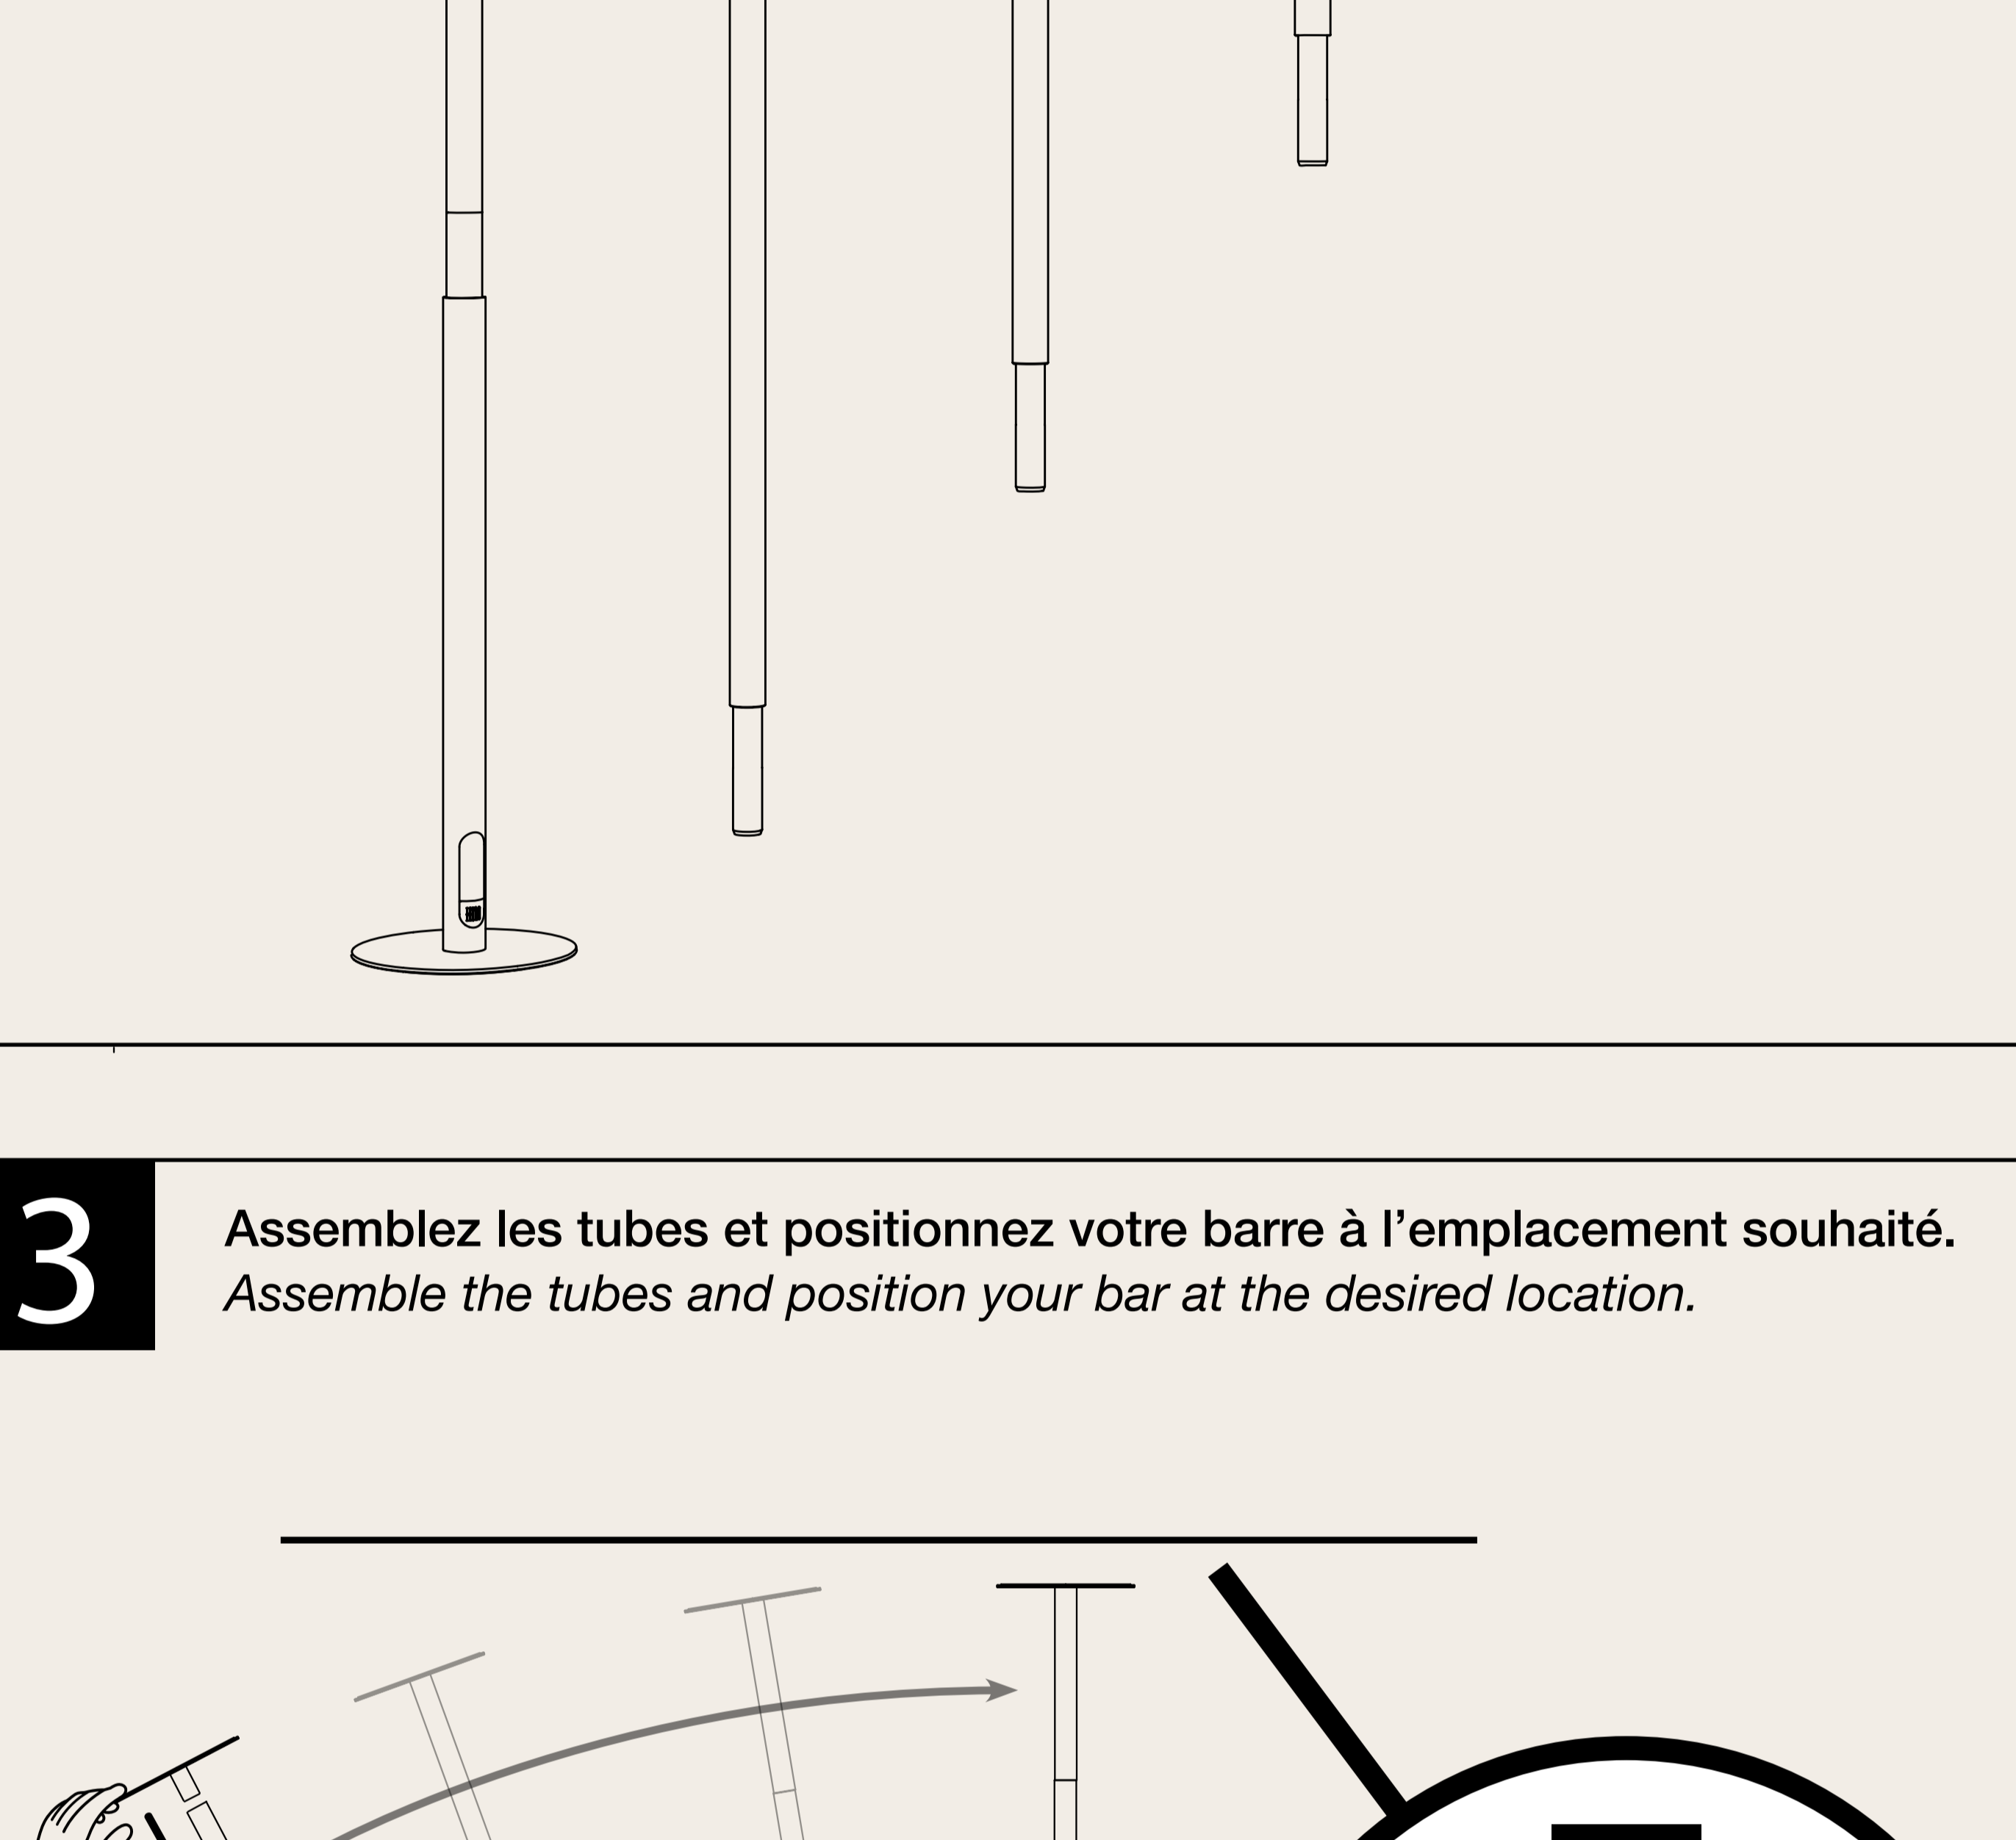 3
Assemblez les tubes et positionnez votre barre à l’emplacement souhaité.
Assemble the tubes and position your bar at the desired location.